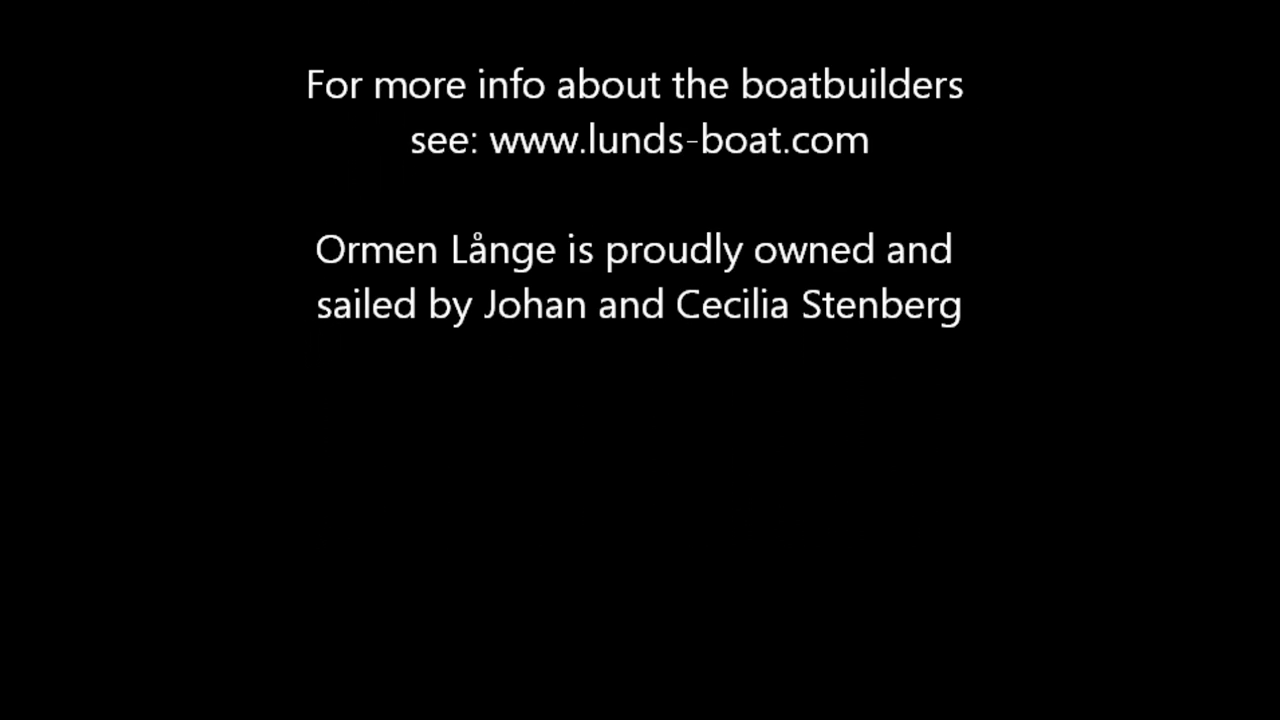 For more info about the boatbuilders
see: www.lunds-boat.com
Ormen Långe is proudly owned and
sailed by Johan and Cecilia Stenberg